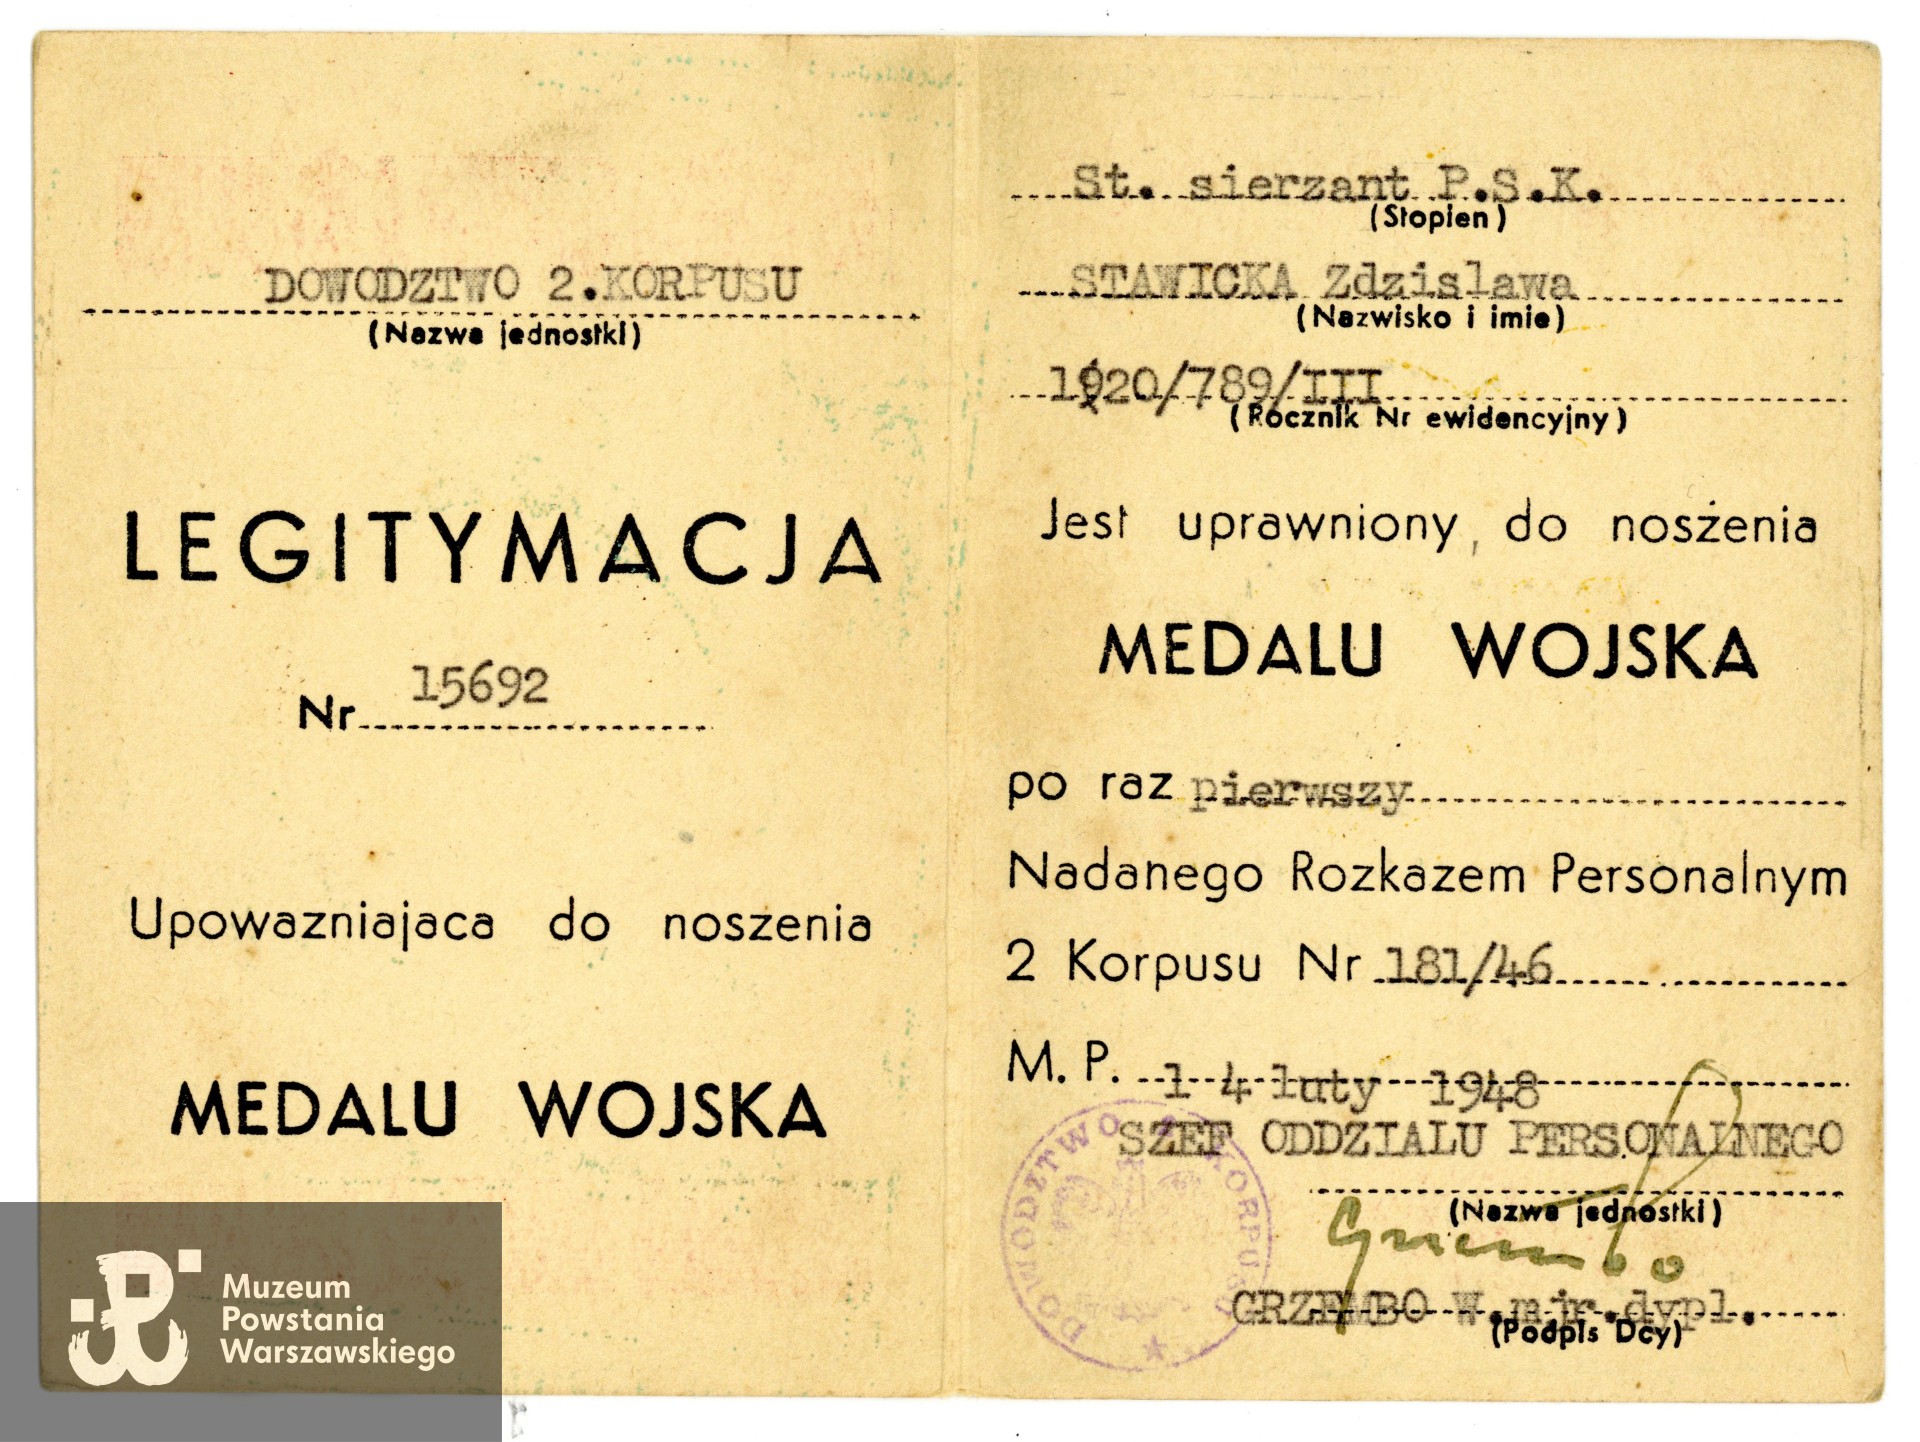 DOWODZTWO 2.KORPUSU
(Nazwa jednostki)
LEGITYMACJA
Nr 15692
Upowazniajaca do noszenia
MEDALU WOJSKA
St. sierzant P.S.K.
(Stopien)
STAWICKA Zdzislawa
(Nazwisko i imie)
1920/789/III
(Rocznik Nr ewidencyjny)
Jest uprawniony, do noszenia
MEDALU WOJSKA
po raz pierwszy
Nadanego Rozkazem Personalnym
2 Korpusu Nr 181/46
M. P. 14 luty 1948
SZEF ODDZIALU PERSONALNEGO
(Nazwa jednostki)
GRZEMBO W.mjr.dypl.
(Podpis Dcy)
DOWODZTWO 2 KORPUSU
Muzeum
Powstania
Warszawskiego